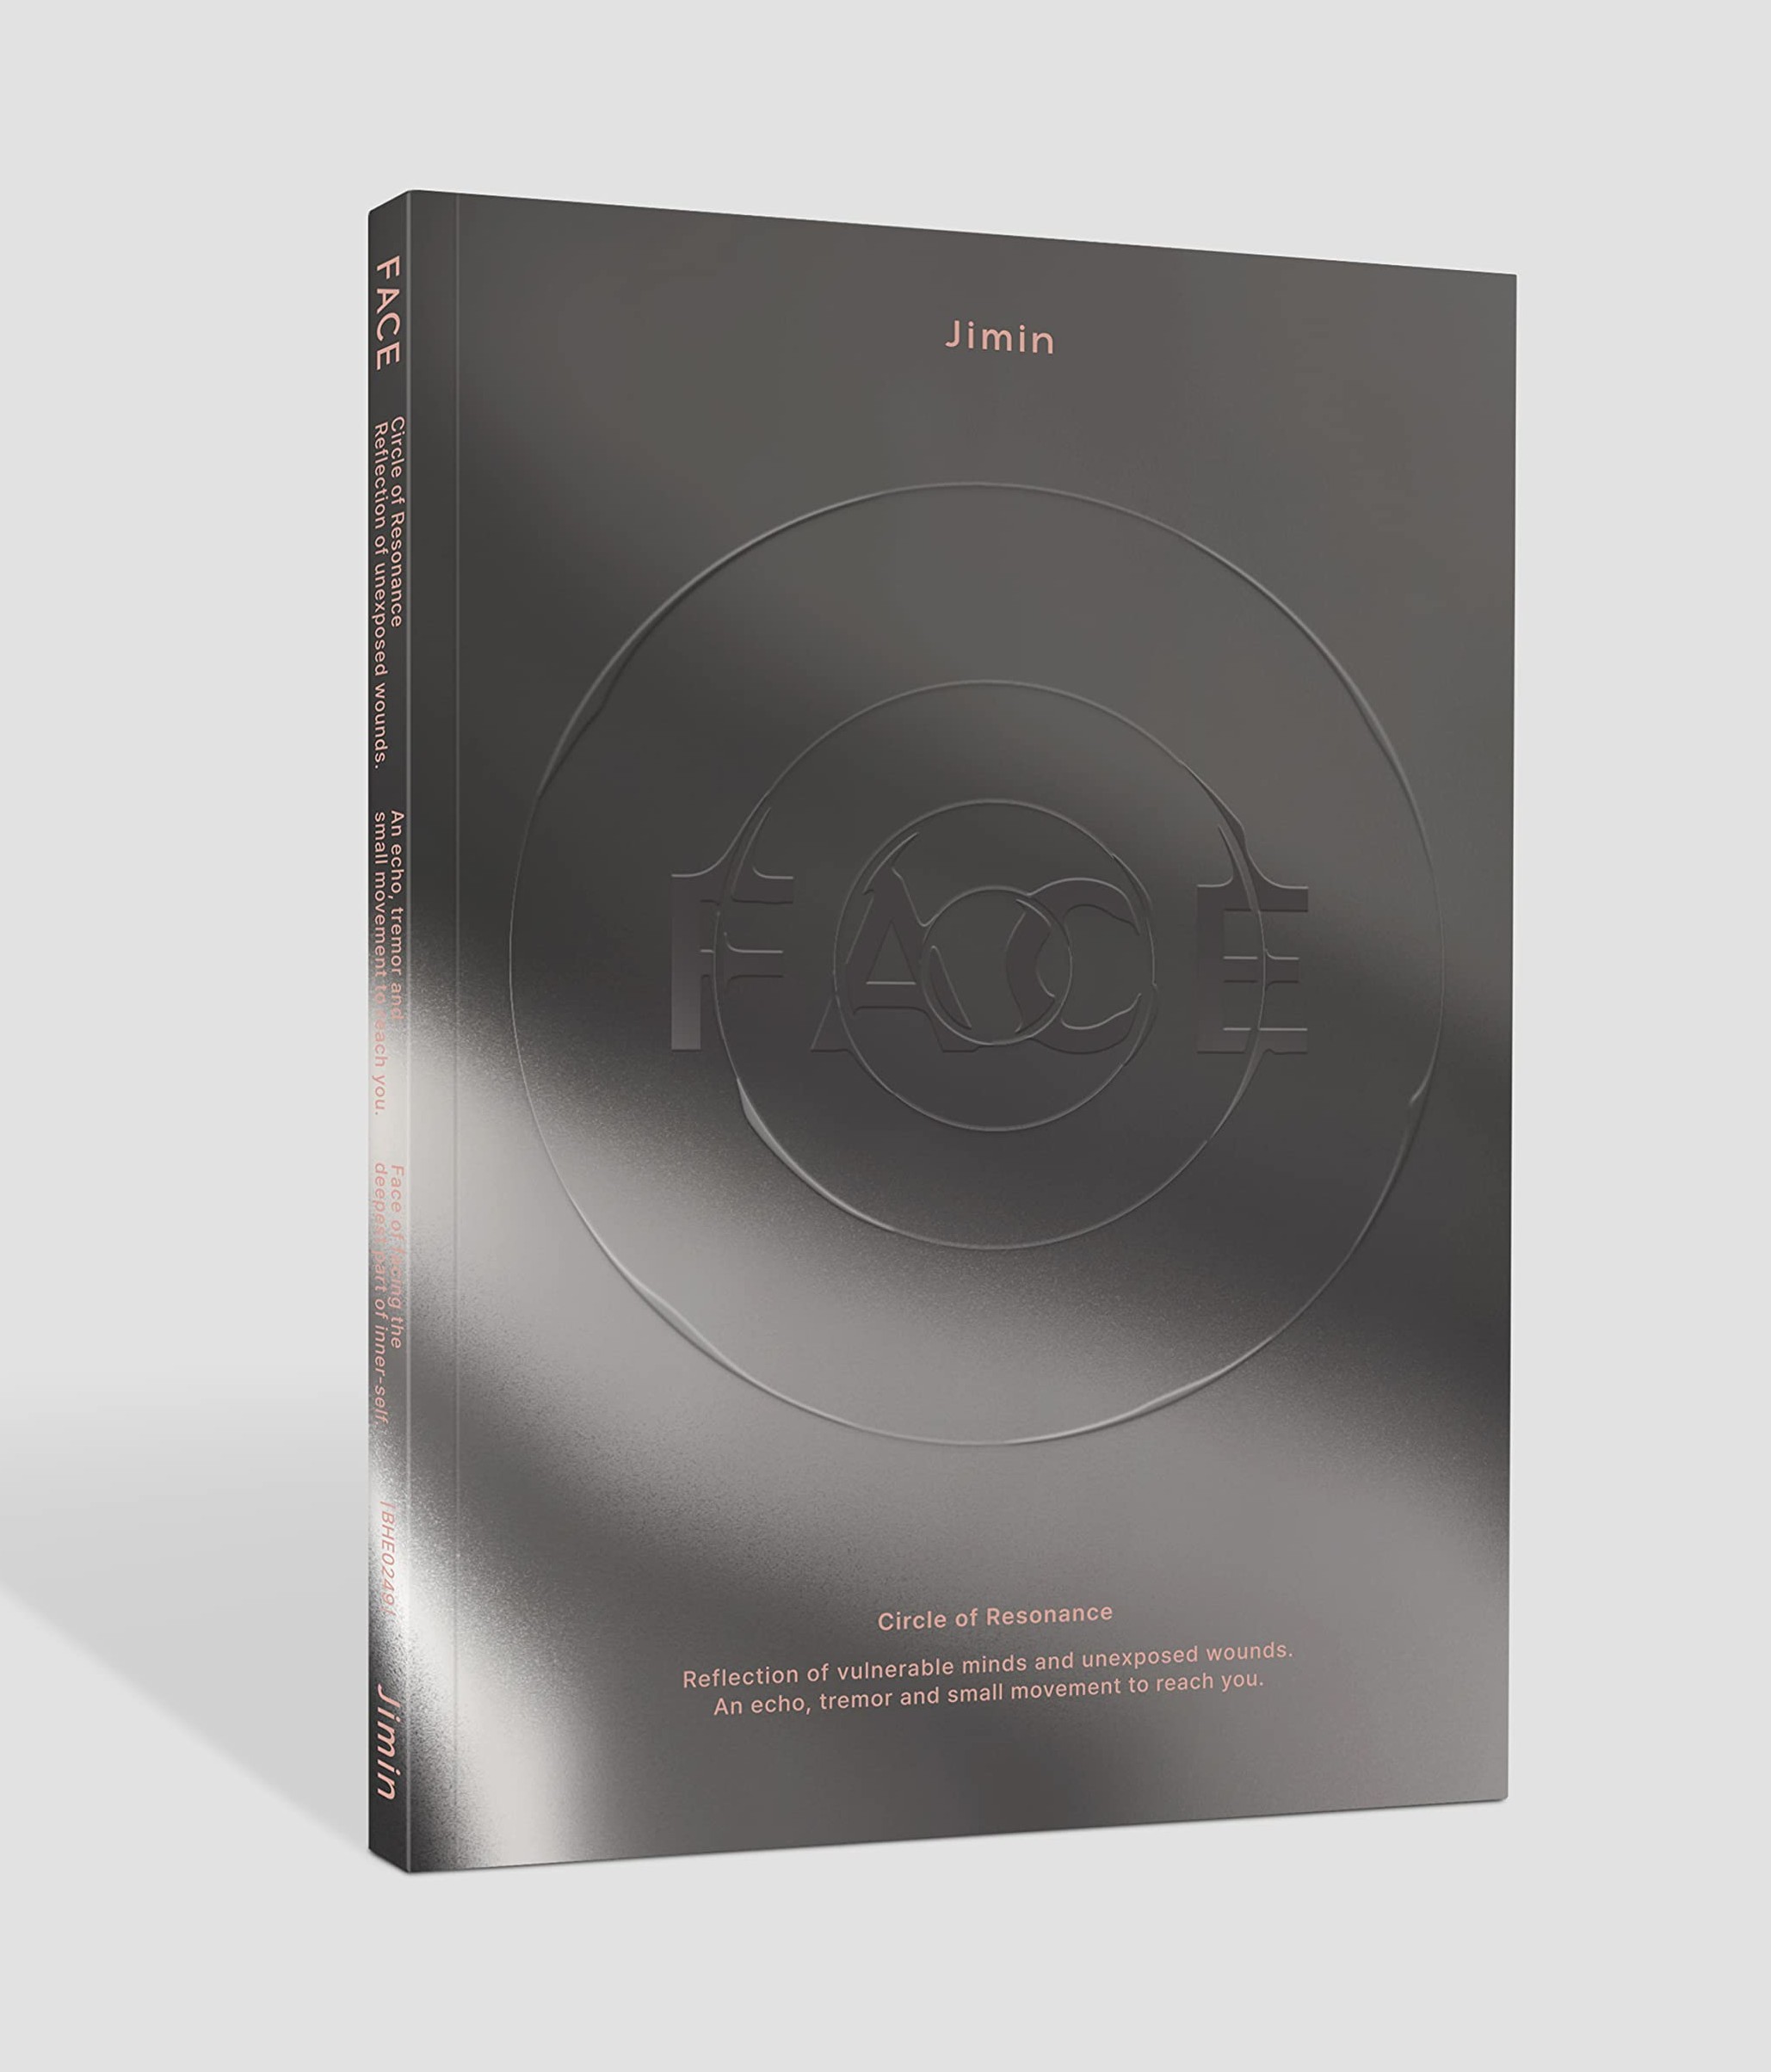 FACE
Circle of Resonance
Reflection of unexposed wounds.
An echo, tremor and
small movement to reach you.
Face of facing the
deepest part of inner-self.
[BHE0249]
Jimin
Jimin
FACE
Circle of Resonance
Reflection of vulnerable minds and unexposed wounds.
An echo, tremor and small movement to reach you.